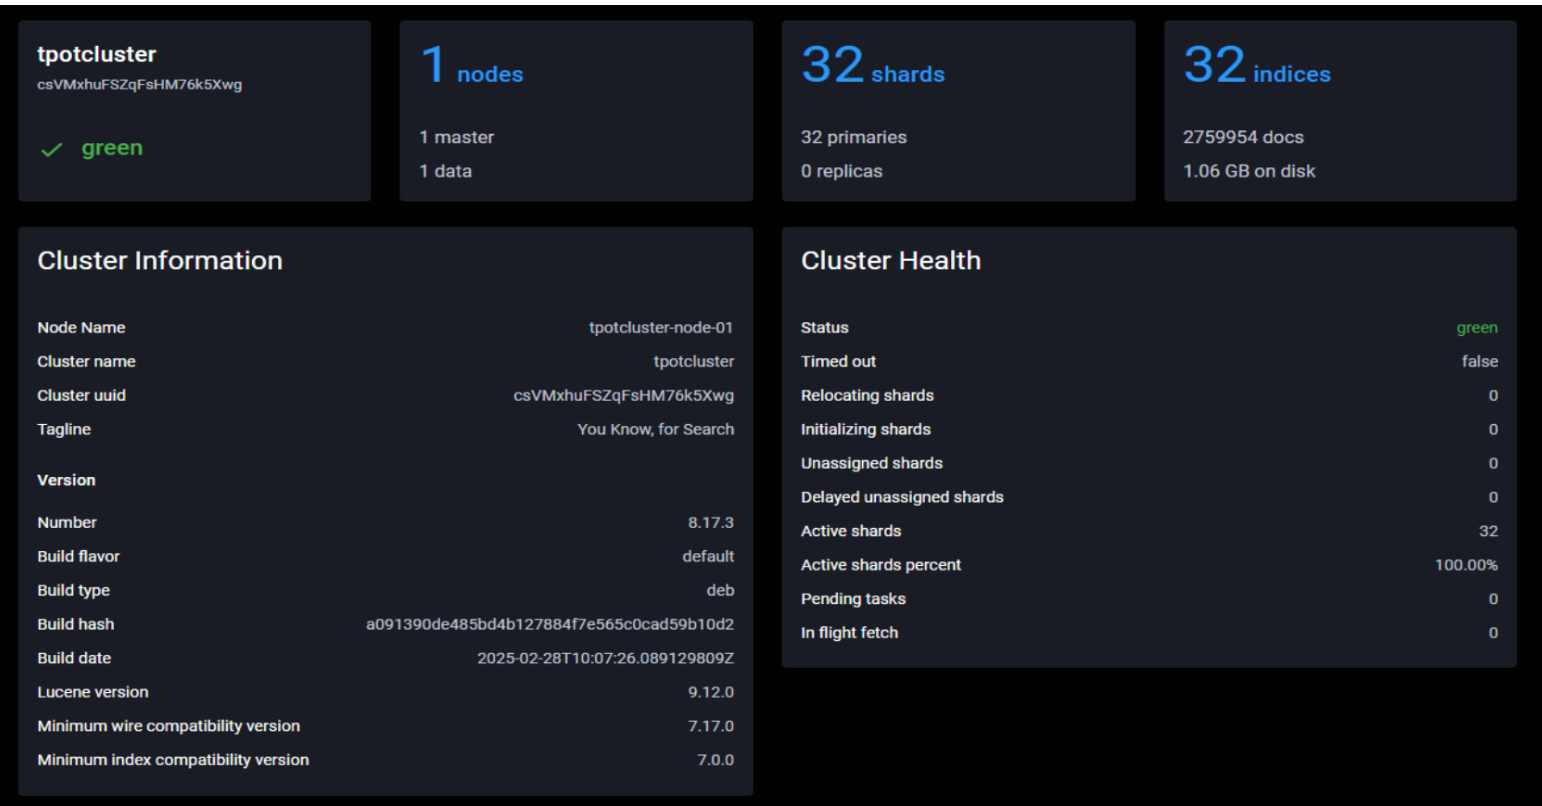 tpotcluster
csVMxhuFSZqFsHM76k5Xwg
green
1 nodes
1 master
1 data
32 shards
32 primaries
0 replicas
32 indices
2759954 docs
1.06 GB on disk
Cluster Information
Node Name tpotcluster-node-01
Cluster name tpotcluster
Cluster uuid csVMxhuFSZqFsHM76k5Xwg
Tagline You Know, for Search
Version
Number 8.17.3
Build flavor default
Build type deb
Build hash a091390de485bd4b127884f7e565c0cad59b10d2
Build date 2025-02-28T10:07:26.089129809Z
Lucene version 9.12.0
Minimum wire compatibility version 7.17.0
Minimum index compatibility version 7.0.0
Cluster Health
Status green
Timed out false
Relocating shards 0
Initializing shards 0
Unassigned shards 0
Delayed unassigned shards 0
Active shards 32
Active shards percent 100.00%
Pending tasks 0
In flight fetch 0